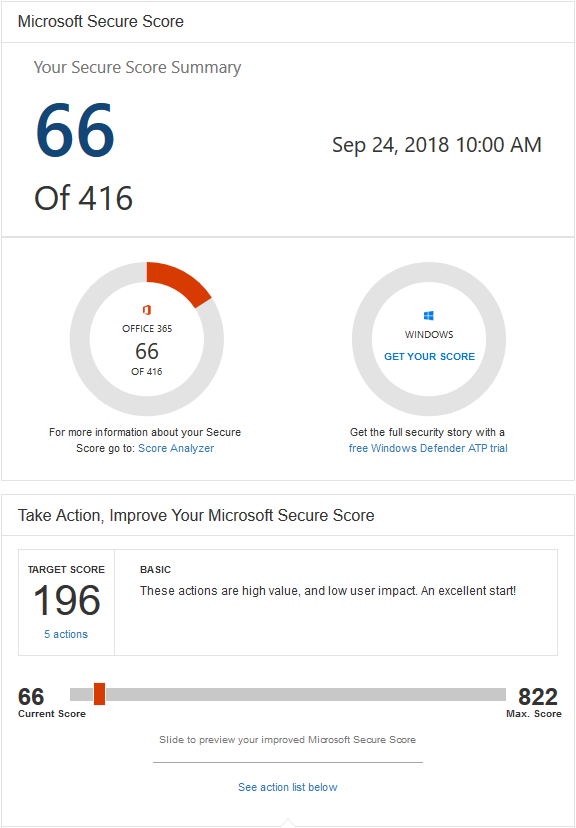 Microsoft Secure Score
Your Secure Score Summary
66
Of 416
Sep 24, 2018 10:00 AM
OFFICE 365
66
OF 416
For more information about your Secure
Score go to: Score Analyzer
WINDOWS
GET YOUR SCORE
Get the full security story with a
free Windows Defender ATP trial
Take Action, Improve Your Microsoft Secure Score
TARGET SCORE
196
5 actions
BASIC
These actions are high value, and low user impact. An excellent start!
66
Current Score
822
Max. Score
Slide to preview your improved Microsoft Secure Score
See action list below